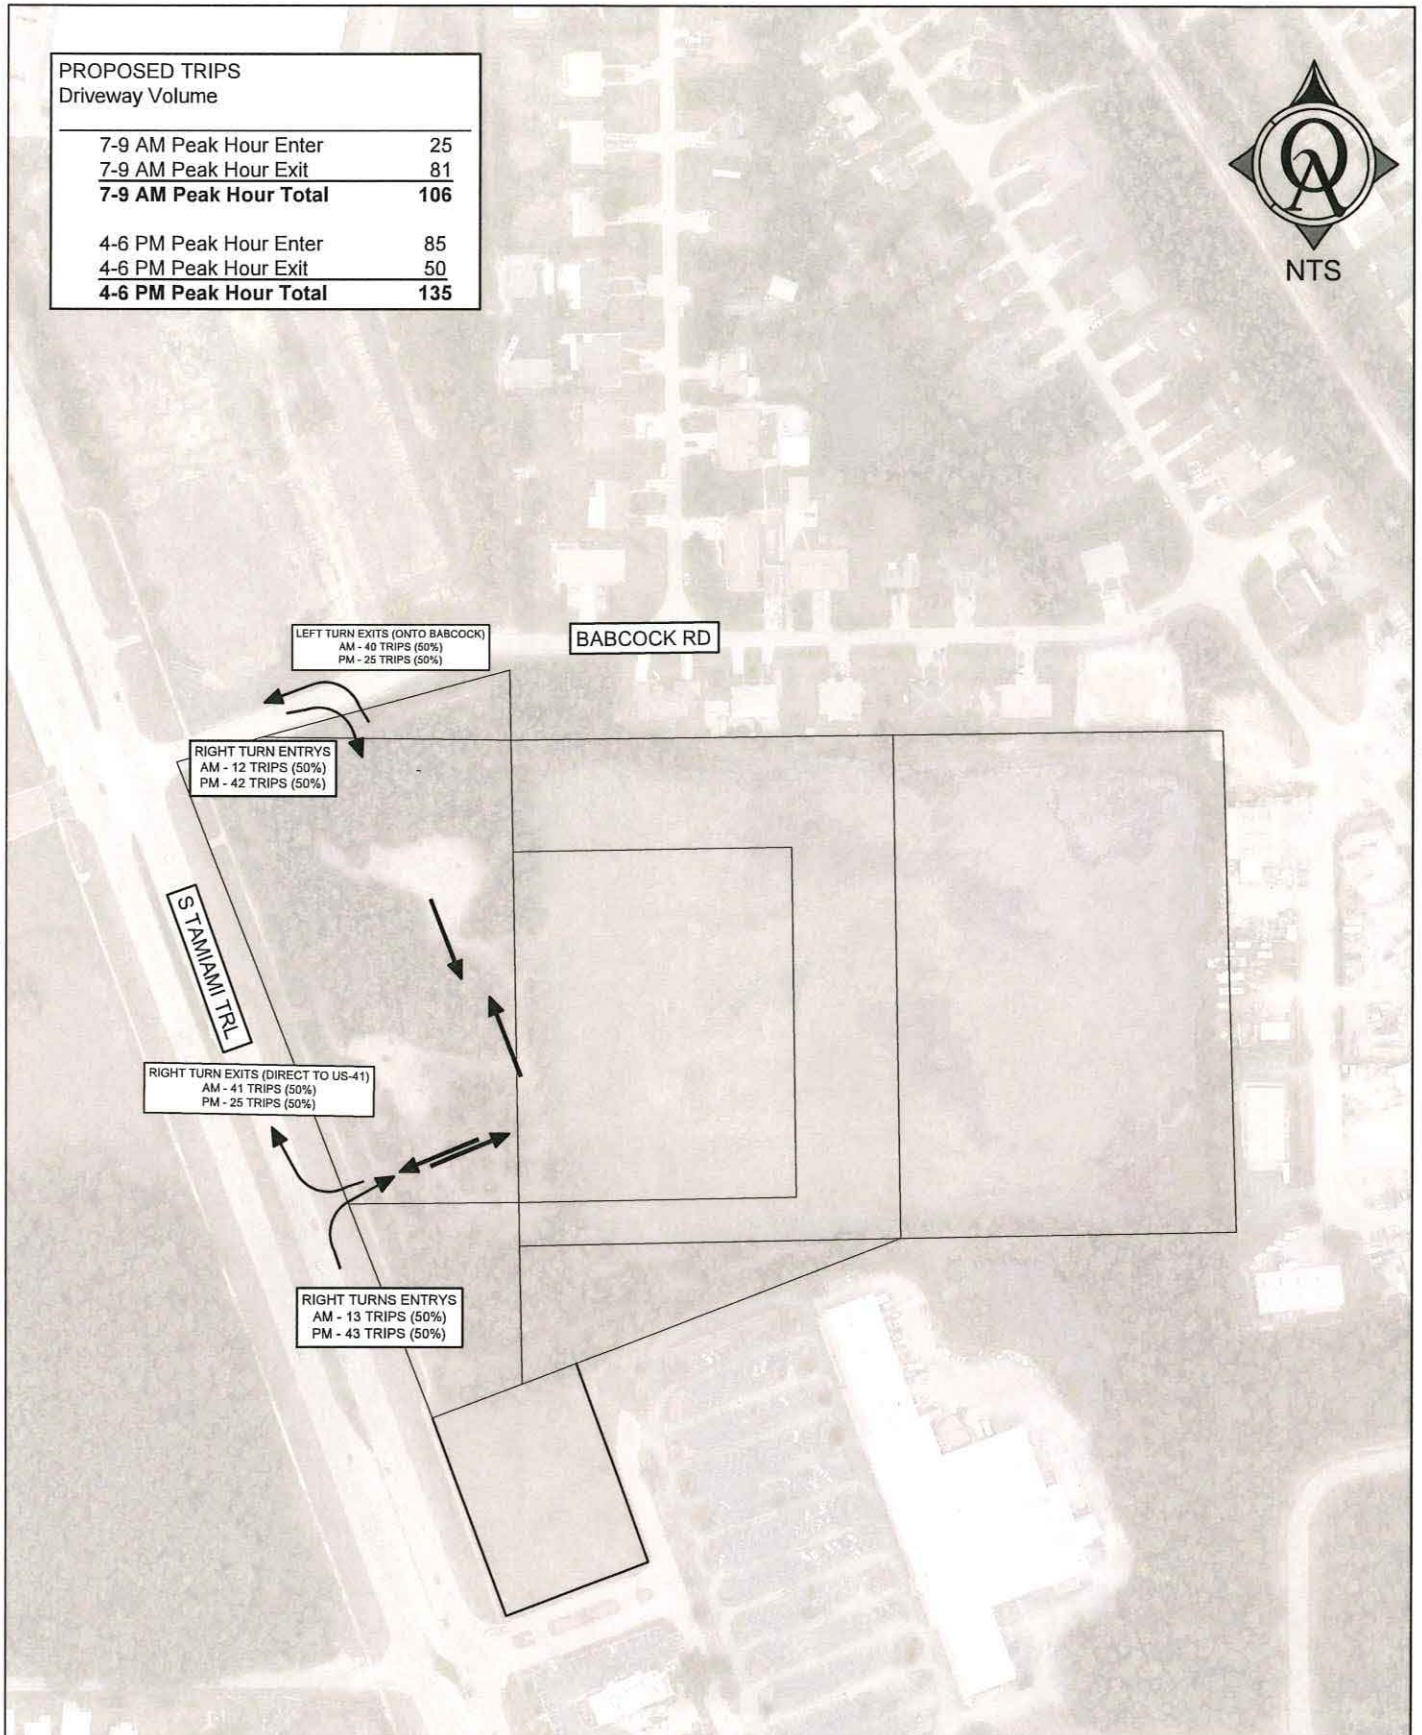 PROPOSED TRIPS
Driveway Volume
7-9 AM Peak Hour Enter 25
7-9 AM Peak Hour Exit 81
7-9 AM Peak Hour Total 106
4-6 PM Peak Hour Enter 85
4-6 PM Peak Hour Exit 50
4-6 PM Peak Hour Total 135
NTS
LEFT TURN EXITS (ONTO BABCOCK)
AM - 40 TRIPS (50%)
PM - 25 TRIPS (50%)
BABCOCK RD
RIGHT TURN ENTRYS
AM - 12 TRIPS (50%)
PM - 42 TRIPS (50%)
S TAMIAMI TRL
RIGHT TURN EXITS (DIRECT TO US-41)
AM - 41 TRIPS (50%)
PM - 25 TRIPS (50%)
RIGHT TURNS ENTRYS
AM - 13 TRIPS (50%)
PM - 43 TRIPS (50%)